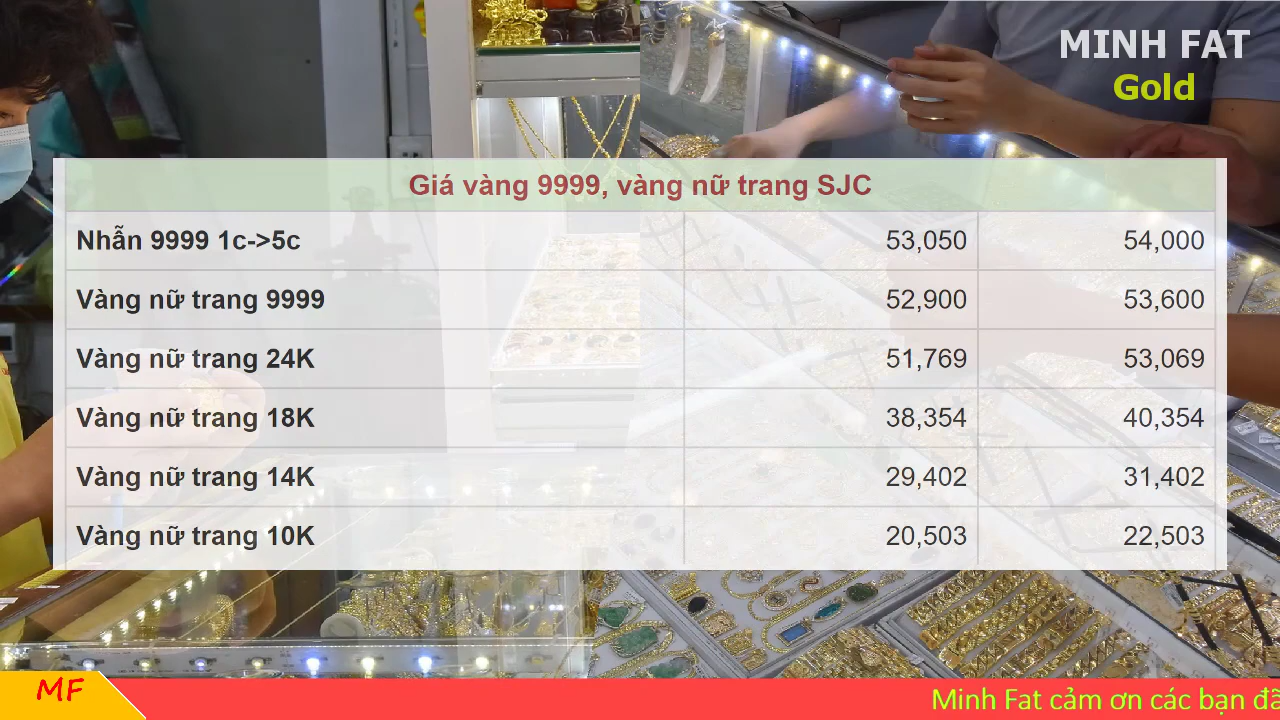 MINH FAT
Gold
Giá vàng 9999, vàng nữ trang SJC
Nhẫn 9999 1c->5c 53,050 54,000
Vàng nữ trang 9999 52,900 53,600
Vàng nữ trang 24K 51,769 53,069
Vàng nữ trang 18K 38,354 40,354
Vàng nữ trang 14K 29,402 31,402
Vàng nữ trang 10K 20,503 22,503
MF
Minh Fat cảm ơn các bạn đã